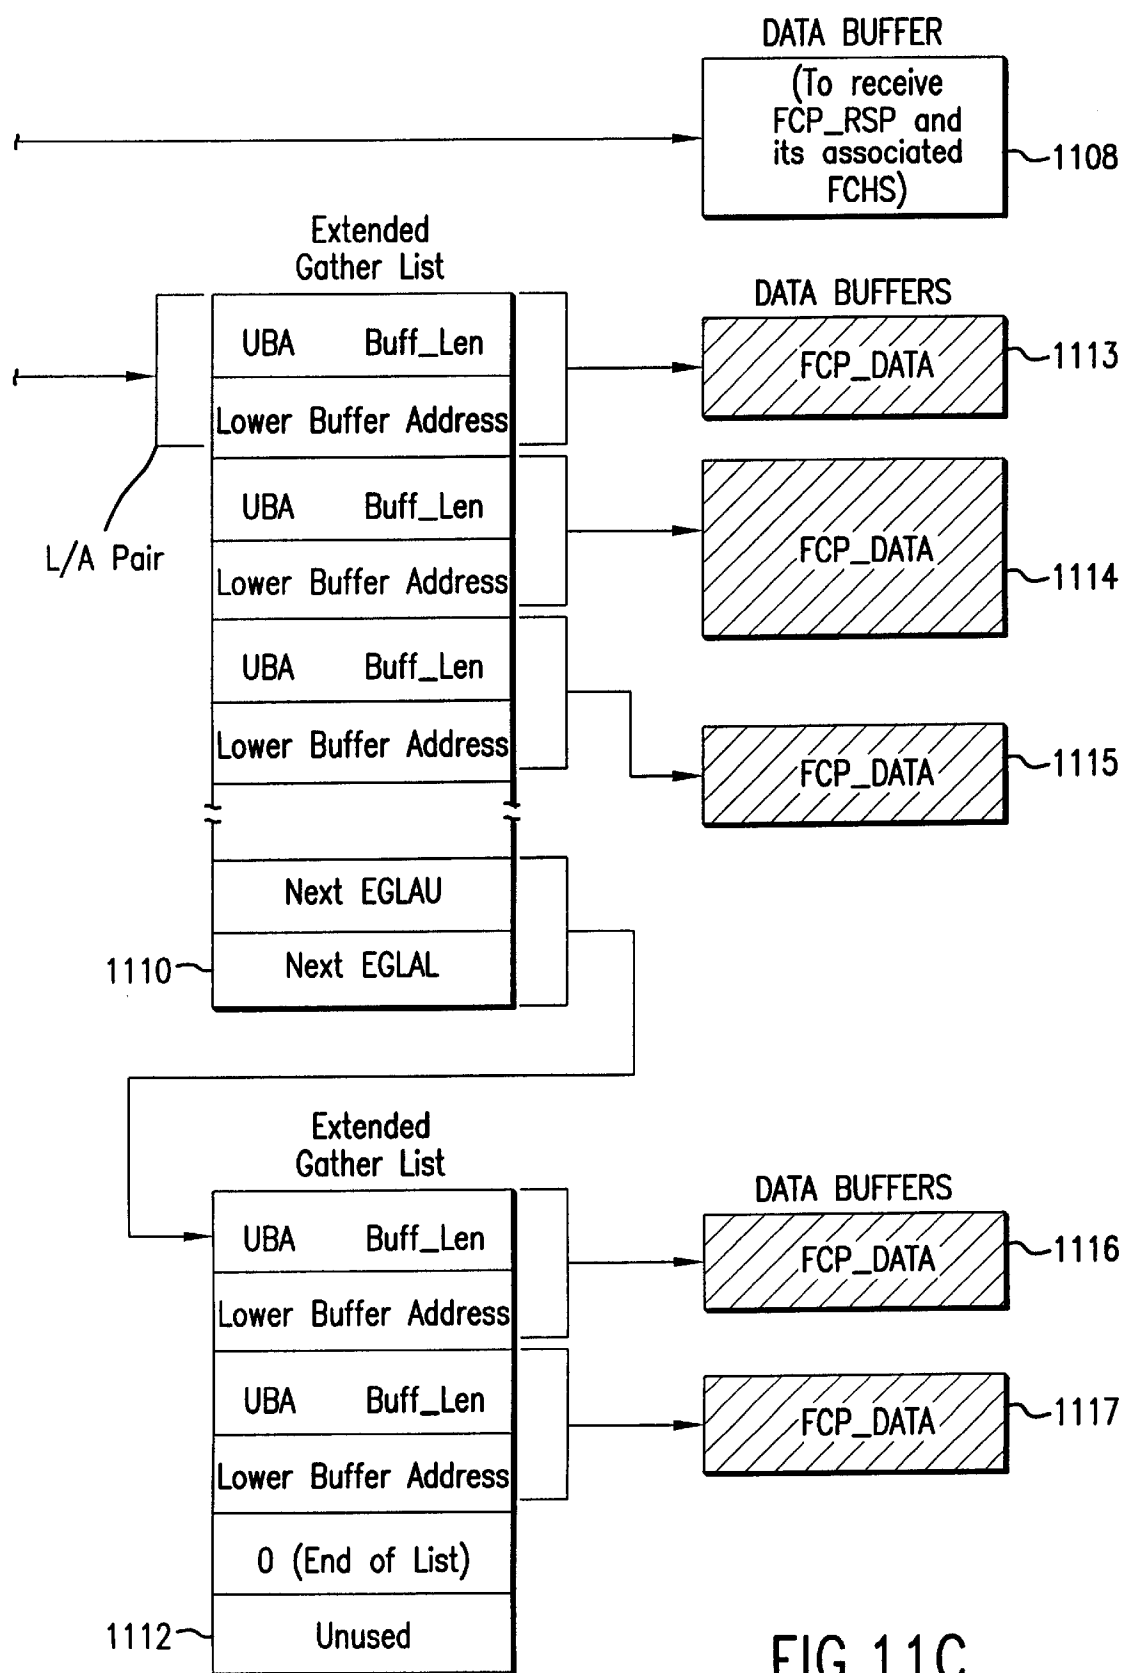 DATA BUFFER
(To receive
FCP_RSP and
its associated
FCHS)
1108
Extended
Gather List
DATA BUFFERS
UBA Buff_Len
FCP_DATA
1113
Lower Buffer Address
L/A Pair
UBA Buff_Len
FCP_DATA
1114
Lower Buffer Address
UBA Buff_Len
Lower Buffer Address
FCP_DATA
1115
Next EGLAU
1110
Next EGLAL
Extended
Gather List
DATA BUFFERS
UBA Buff_Len
FCP_DATA
1116
Lower Buffer Address
UBA Buff_Len
FCP_DATA
1117
Lower Buffer Address
0 (End of List)
1112
Unused
FIG. 11C